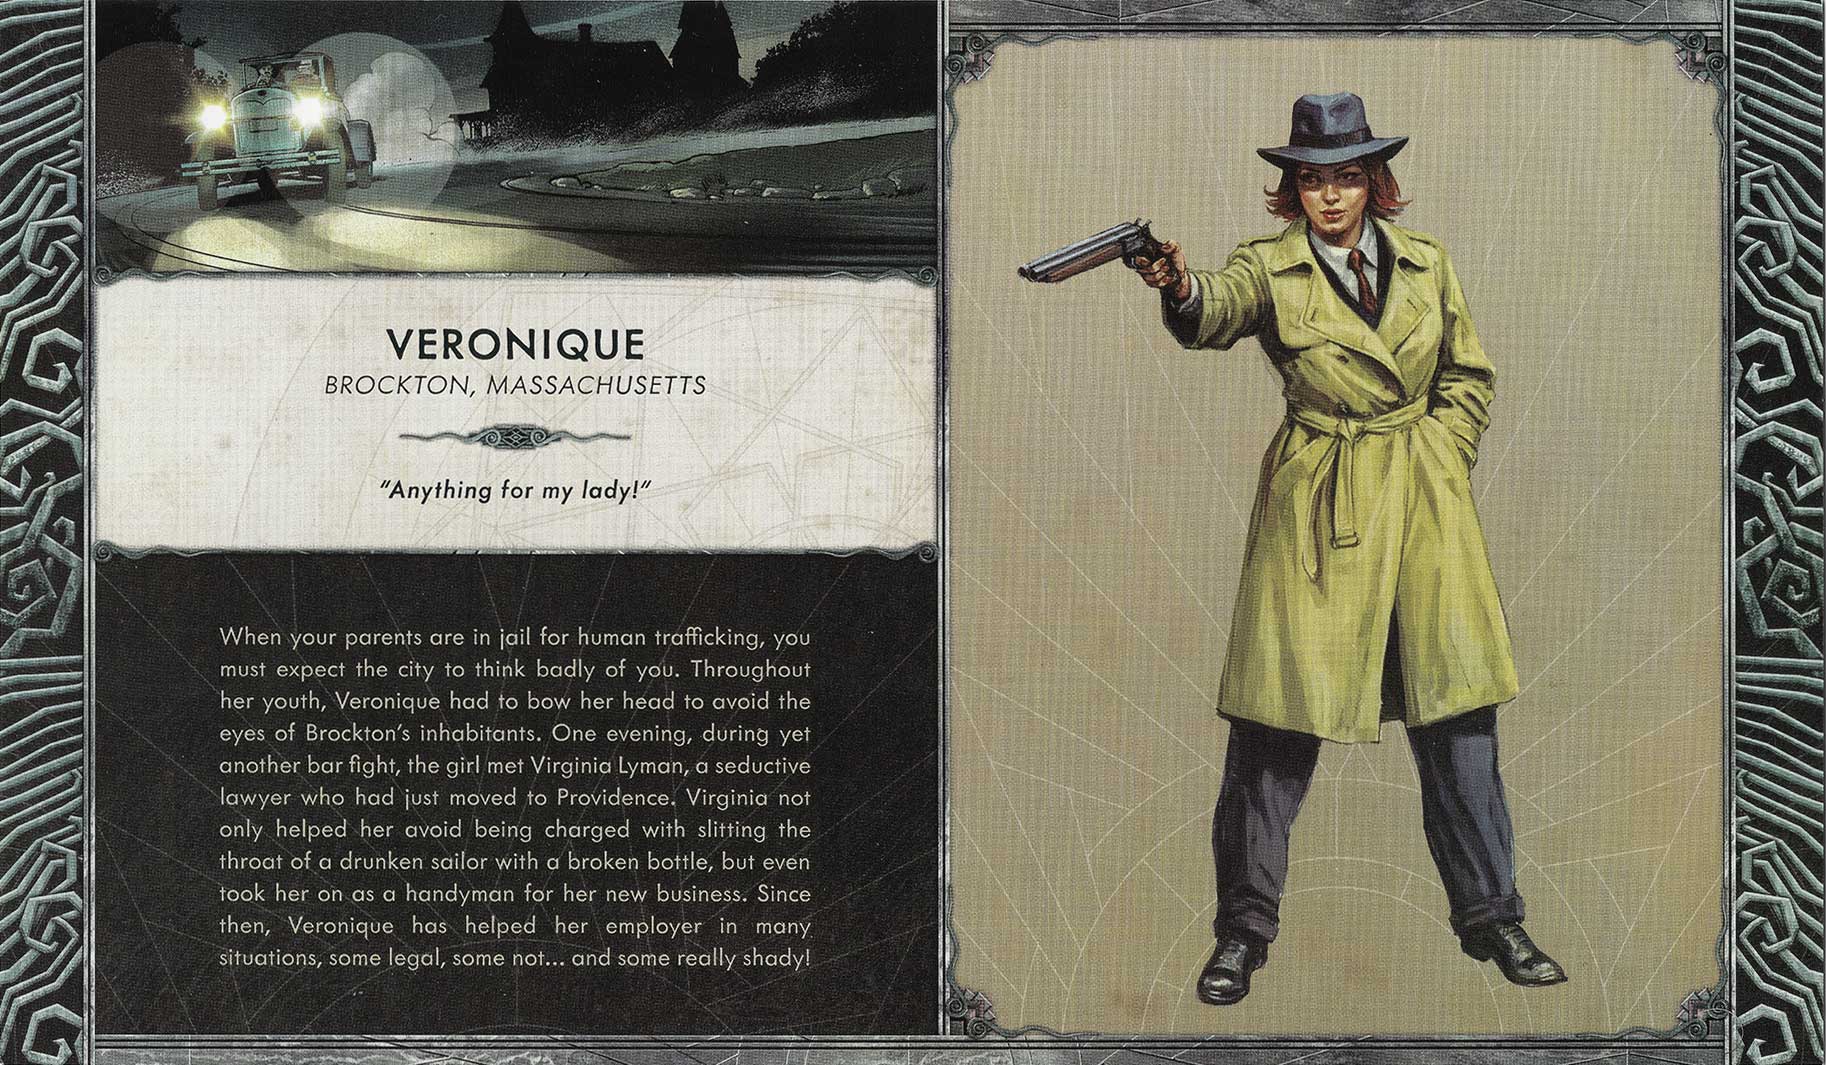 VERONIQUE
BROCKTON, MASSACHUSETTS
“Anything for my lady!”
When your parents are in jail for human trafficking, you
must expect the city to think badly of you. Throughout
her youth, Veronique had to bow her head to avoid the
eyes of Brockton’s inhabitants. One evening, during yet
another bar fight, the girl met Virginia Lyman, a seductive
lawyer who had just moved to Providence. Virginia not
only helped her avoid being charged with slitting the
throat of a drunken sailor with a broken bottle, but even
took her on as a handyman for her new business. Since
then, Veronique has helped her employer in many
situations, some legal, some not... and some really shady!